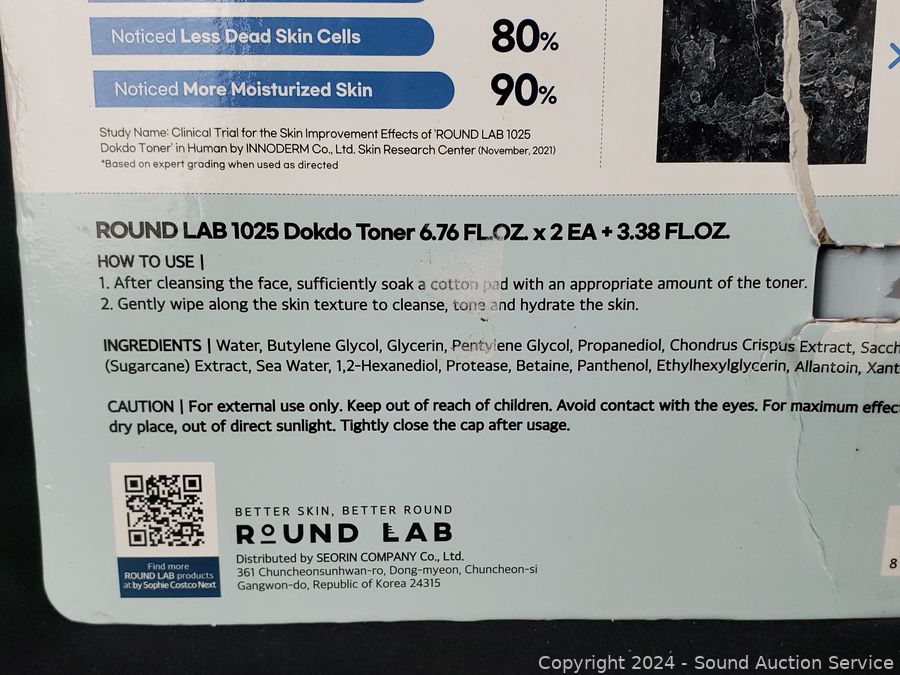 Noticed Less Dead Skin Cells 80%
Noticed More Moisturized Skin 90%
Study Name: Clinical Trial for the Skin Improvement Effects of 'ROUND LAB 1025
Dokdo Toner' in Human by INNODERM Co., Ltd. Skin Research Center (November, 2021)
*Based on expert grading when used as directed
ROUND LAB 1025 Dokdo Toner 6.76 FL.OZ. x 2 EA + 3.38 FL.OZ.
HOW TO USE |
1. After cleansing the face, sufficiently soak a cotton pad with an appropriate amount of the toner.
2. Gently wipe along the skin texture to cleanse, tone and hydrate the skin.
INGREDIENTS | Water, Butylene Glycol, Glycerin, Pentylene Glycol, Propanediol, Chondrus Crispus Extract, Sacch
(Sugarcane) Extract, Sea Water, 1,2-Hexanediol, Protease, Betaine, Panthenol, Ethylhexylglycerin, Allantoin, Xant
CAUTION | For external use only. Keep out of reach of children. Avoid contact with the eyes. For maximum effec
dry place, out of direct sunlight. Tightly close the cap after usage.
BETTER SKIN, BETTER ROUND
ROUND LAB
Distributed by SEORIN COMPANY Co., Ltd.
361 Chuncheonsunhwan-ro, Dong-myeon, Chuncheon-si
Gangwon-do, Republic of Korea 24315
Find more
ROUND LAB products
at by Sophie Costco Next
8
Copyright 2024 - Sound Auction Service